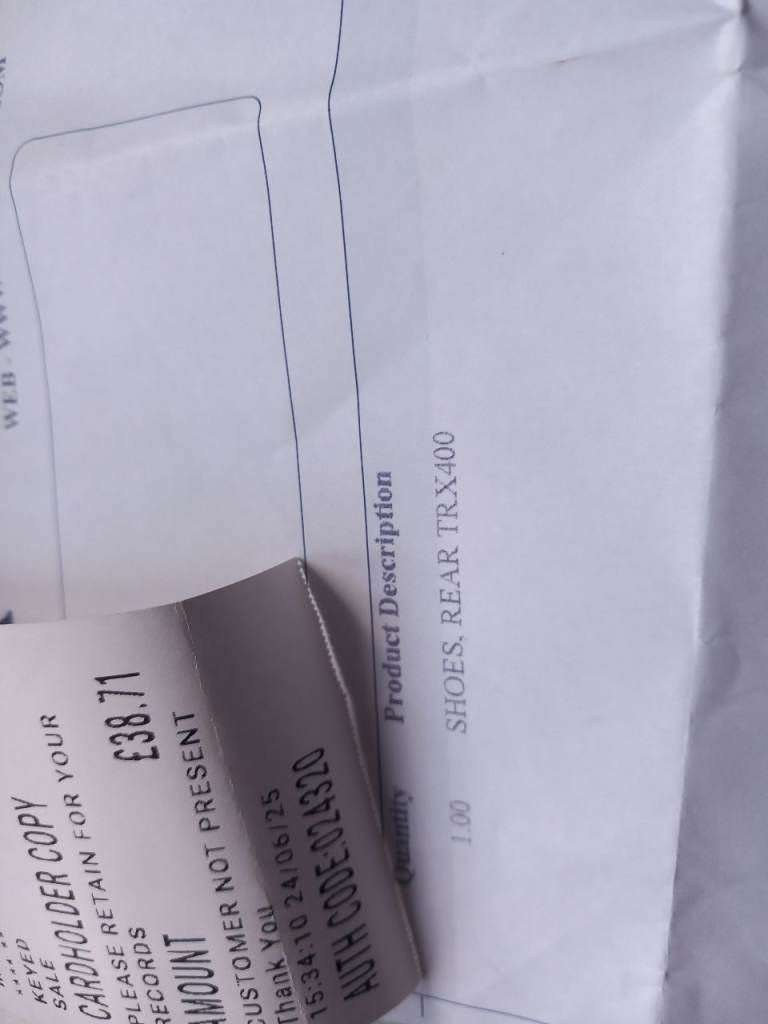 WEB - WWW
KEYED
SALE
CARDHOLDER COPY
PLEASE RETAIN FOR YOUR
RECORDS
AMOUNT £38.71
CUSTOMER NOT PRESENT
Thank You
15:34:10 24/06/25
AUTH CODE:024320
Quantity Product Description
1.00 SHOES, REAR TRX400